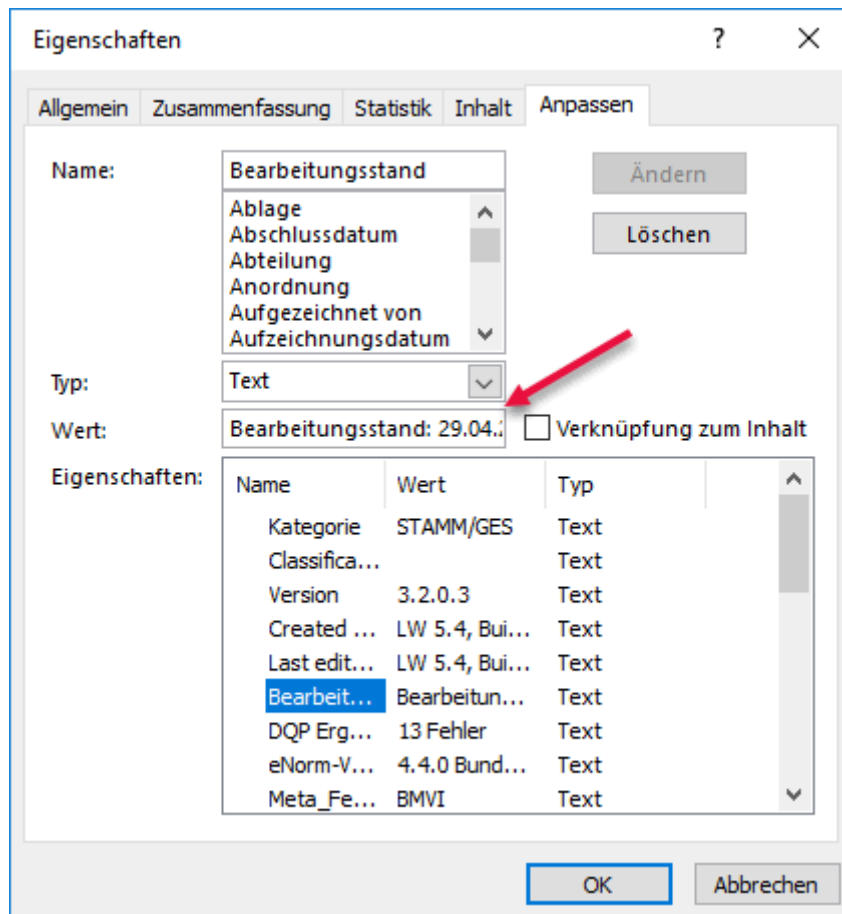 Eigenschaften ?
Allgemein Zusammenfassung Statistik Inhalt Anpassen
Name: Bearbeitungsstand Ändern
Ablage
Abschlussdatum
Abteilung
Anordnung
Aufgezeichnet von
Aufzeichnungsdatum
Löschen
Typ: Text
Wert: Bearbeitungsstand: 29.04. Verknüpfung zum Inhalt
Eigenschaften:
Name Wert Typ
Kategorie STAMM/GES Text
Classifica... Text
Version 3.2.0.3 Text
Created ... LW 5.4, Bui... Text
Last edit... LW 5.4, Bui... Text
Bearbeit... Bearbeitun... Text
DQP Erg... 13 Fehler Text
eNorm-V... 4.4.0 Bund... Text
Meta_Fe... BMVI Text
OK Abbrechen